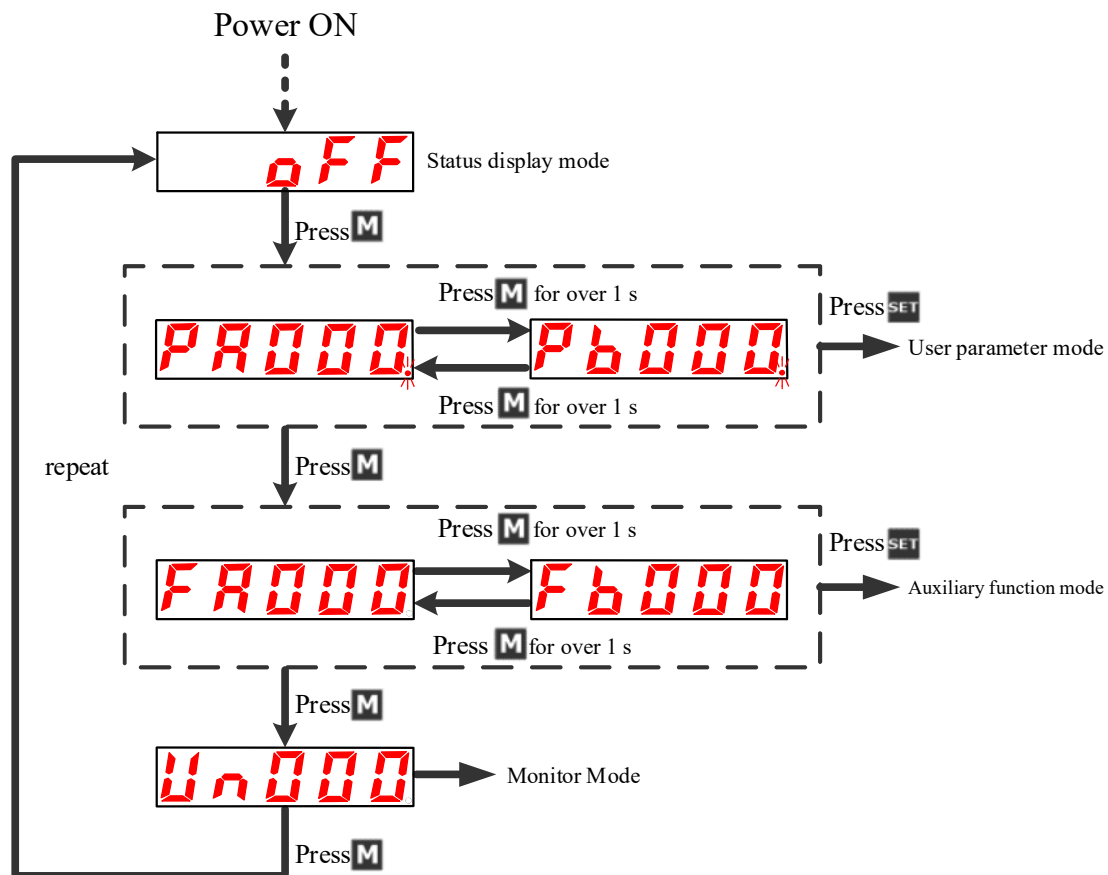 Power ON
oFF
Status display mode
Press M
Press M for over 1 s
Press SET
PA000.
Pb000.
User parameter mode
Press M for over 1 s
repeat
Press M
Press M for over 1 s
Press SET
FA000
Fb000
Auxiliary function mode
Press M for over 1 s
Press M
Un000
Monitor Mode
Press M